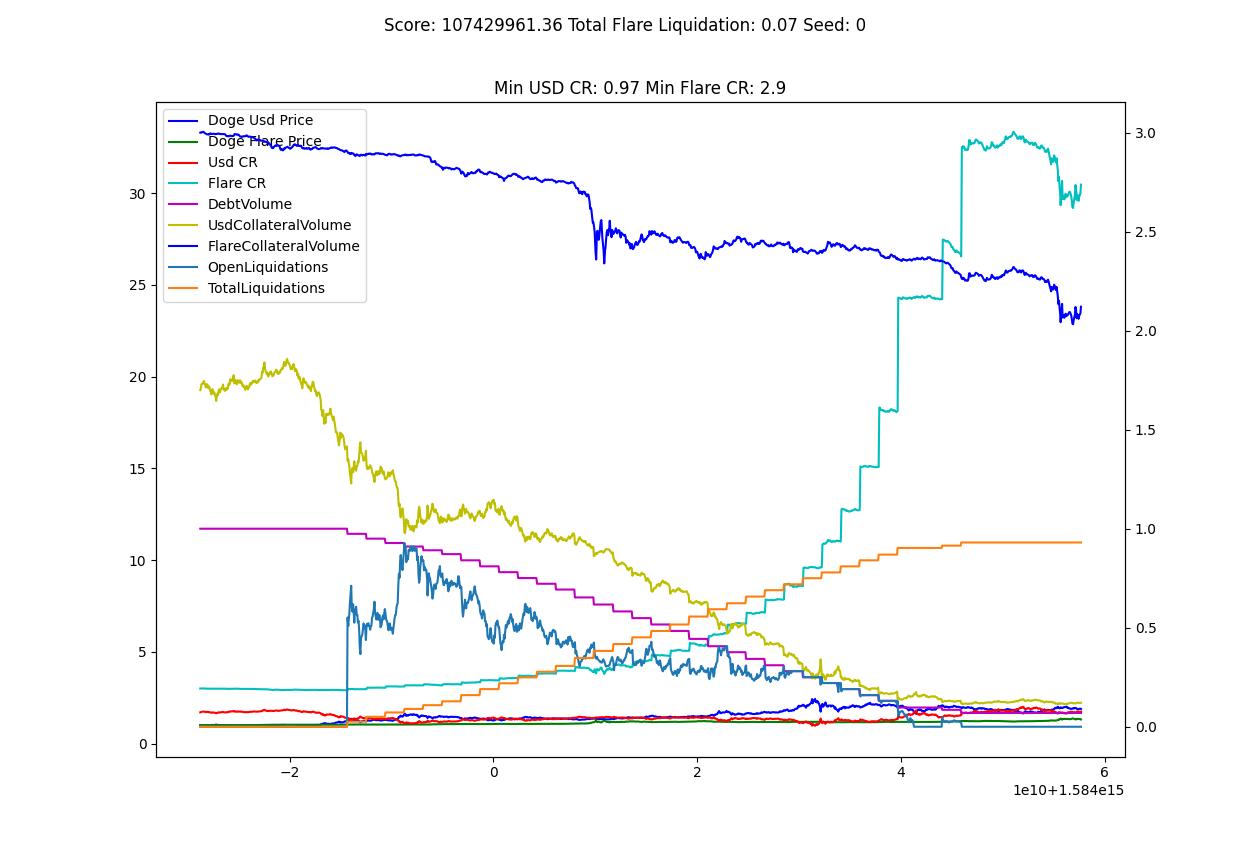 Score: 107429961.36 Total Flare Liquidation: 0.07 Seed: 0
Min USD CR: 0.97 Min Flare CR: 2.9
Doge Usd Price
Doge Flare Price
Usd CR
Flare CR
DebtVolume
UsdCollateralVolume
FlareCollateralVolume
OpenLiquidations
TotalLiquidations
30
25
20
15
10
5
0
3.0
2.5
2.0
1.5
1.0
0.5
0.0
−2
0
2
4
6
1e10+1.584e15